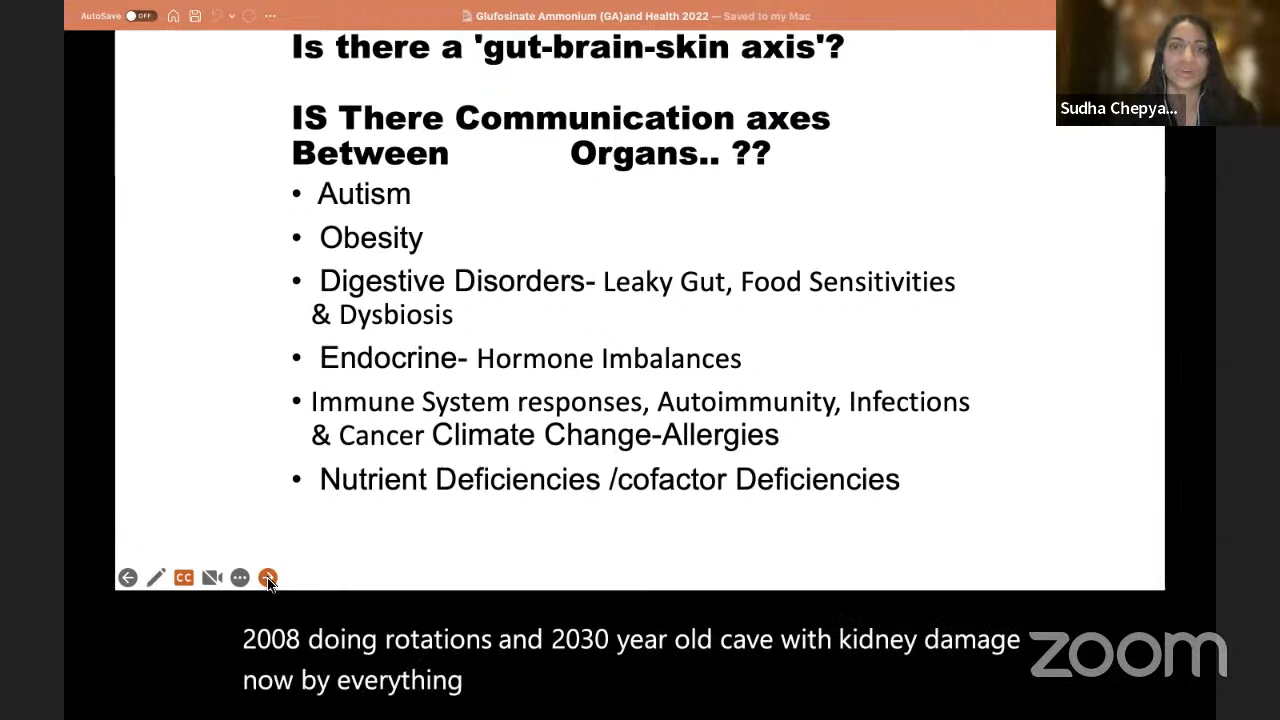 AutoSave OFF
Glufosinate Ammonium (GA)and Health 2022 — Saved to my Mac
Is there a 'gut-brain-skin axis'?
Sudha Chepya...
IS There Communication axes
Between Organs.. ??
• Autism
• Obesity
• Digestive Disorders- Leaky Gut, Food Sensitivities
& Dysbiosis
• Endocrine- Hormone Imbalances
• Immune System responses, Autoimmunity, Infections
& Cancer Climate Change-Allergies
• Nutrient Deficiencies /cofactor Deficiencies
CC
2008 doing rotations and 2030 year old cave with kidney damage
now by everything
zoom